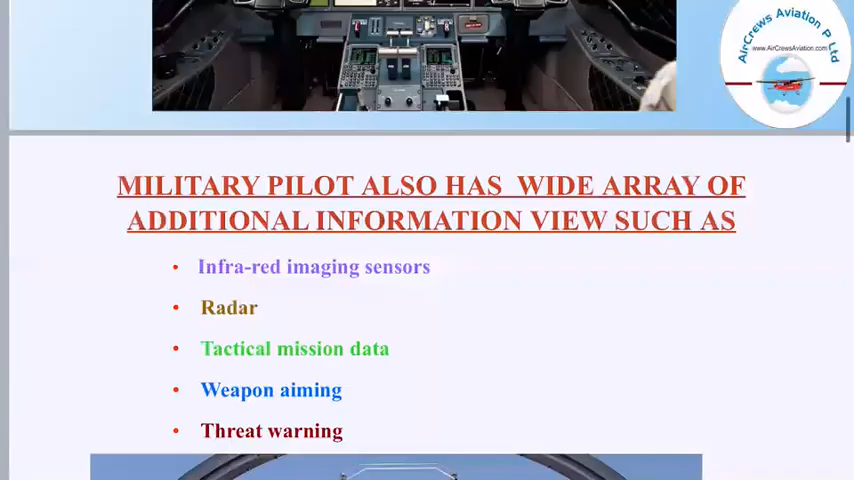 AirCrews Aviation P Ltd
www.AirCrewsAviation.com
MILITARY PILOT ALSO HAS WIDE ARRAY OF
ADDITIONAL INFORMATION VIEW SUCH AS
• Infra-red imaging sensors
• Radar
• Tactical mission data
• Weapon aiming
• Threat warning